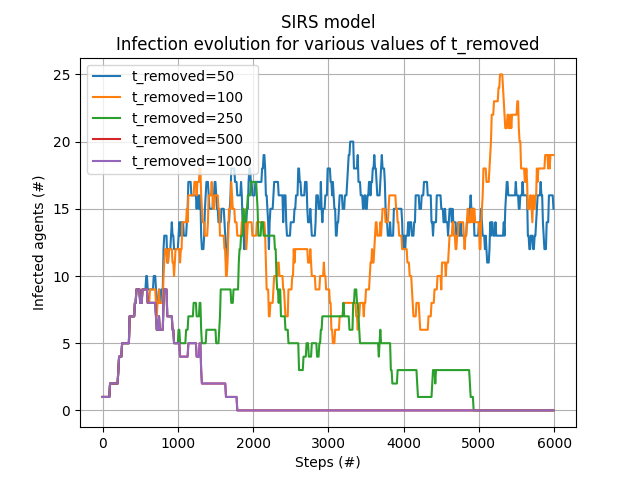 SIRS model
Infection evolution for various values of t_removed
t_removed=50
t_removed=100
t_removed=250
t_removed=500
t_removed=1000
Infected agents (#)
25
20
15
10
5
0
0 1000 2000 3000 4000 5000 6000
Steps (#)